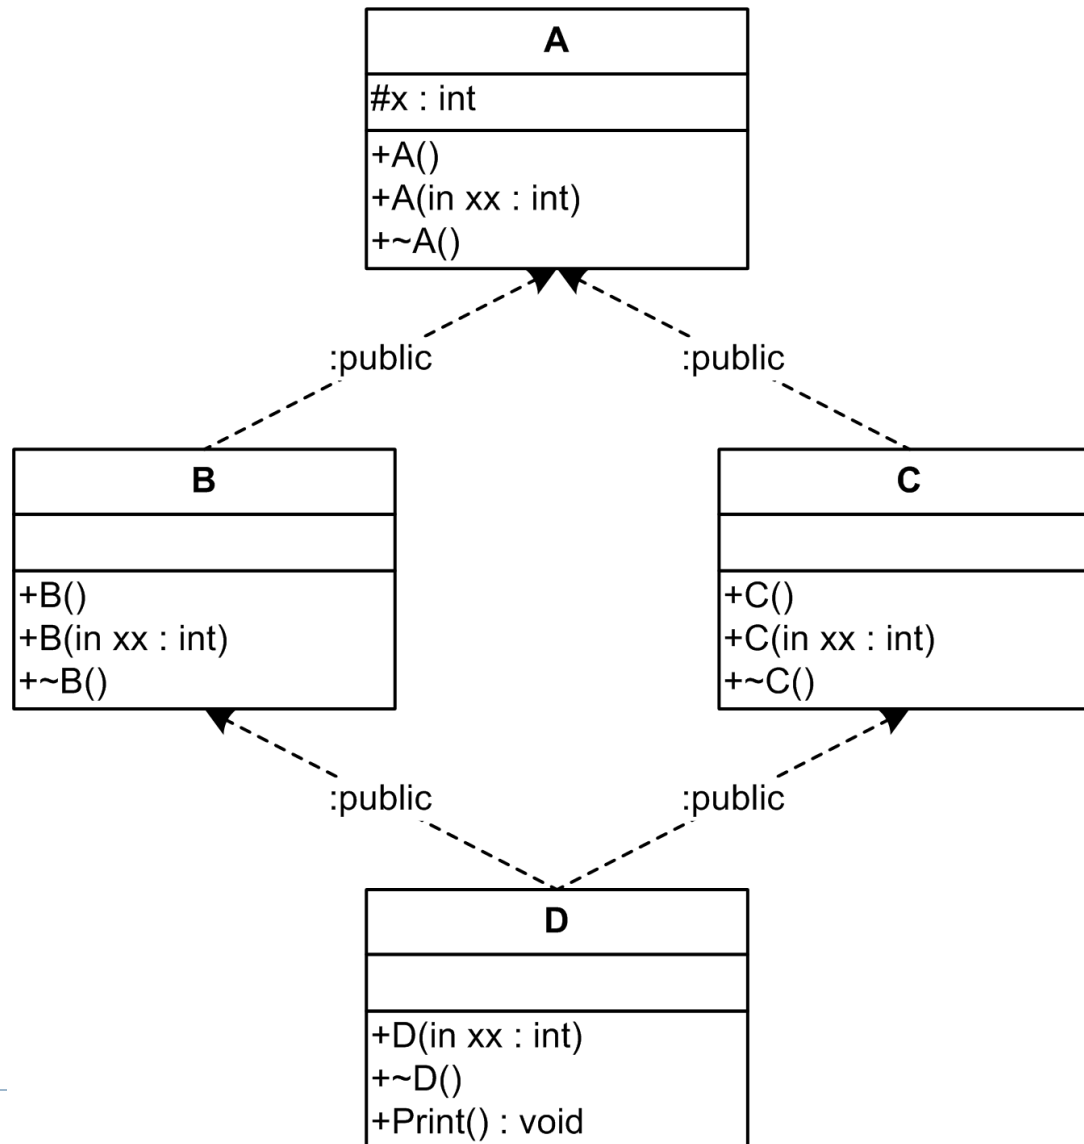 A
#x : int
+A()
+A(in xx : int)
+~A()
:public
:public
B
C
+B()
+B(in xx : int)
+~B()
+C()
+C(in xx : int)
+~C()
:public
:public
D
+D(in xx : int)
+~D()
+Print() : void